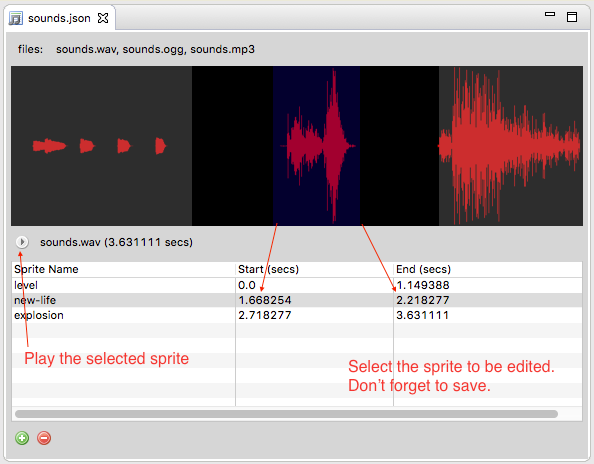 sounds.json
files: sounds.wav, sounds.ogg, sounds.mp3
sounds.wav (3.631111 secs)
Sprite Name Start (secs) End (secs)
level 0.0 1.149388
new-life 1.668254 2.218277
explosion 2.718277 3.631111
Play the selected sprite
Select the sprite to be edited.
Don't forget to save.